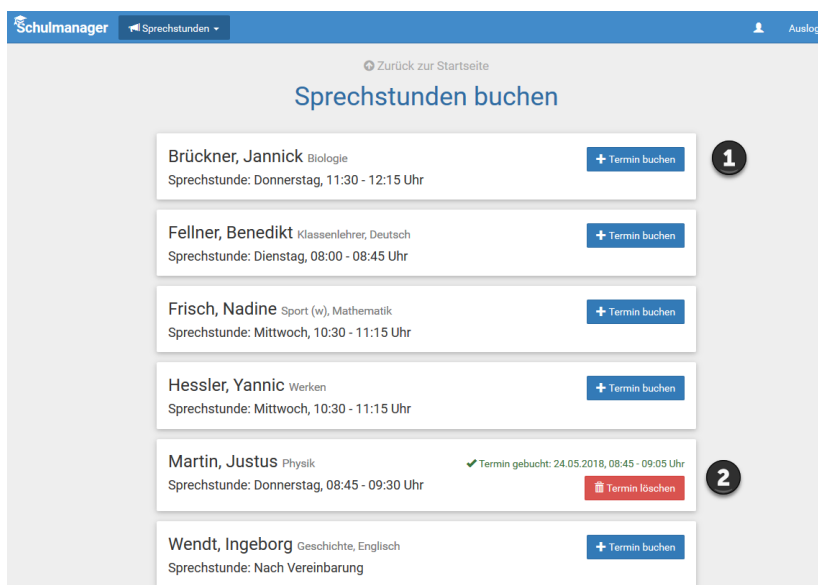 Schulmanager Sprechstunden Auslog
Zurück zur Startseite
Sprechstunden buchen
Brückner, Jannick Biologie
Termin buchen
1
Sprechstunde: Donnerstag, 11:30 - 12:15 Uhr
Fellner, Benedikt Klassenlehrer, Deutsch
Termin buchen
Sprechstunde: Dienstag, 08:00 - 08:45 Uhr
Frisch, Nadine Sport (w), Mathematik
Termin buchen
Sprechstunde: Mittwoch, 10:30 - 11:15 Uhr
Hessler, Yannic Werken
Termin buchen
Sprechstunde: Mittwoch, 10:30 - 11:15 Uhr
Martin, Justus Physik
Termin gebucht: 24.05.2018, 08:45 - 09:05 Uhr
2
Sprechstunde: Donnerstag, 08:45 - 09:30 Uhr
Termin löschen
Wendt, Ingeborg Geschichte, Englisch
Termin buchen
Sprechstunde: Nach Vereinbarung